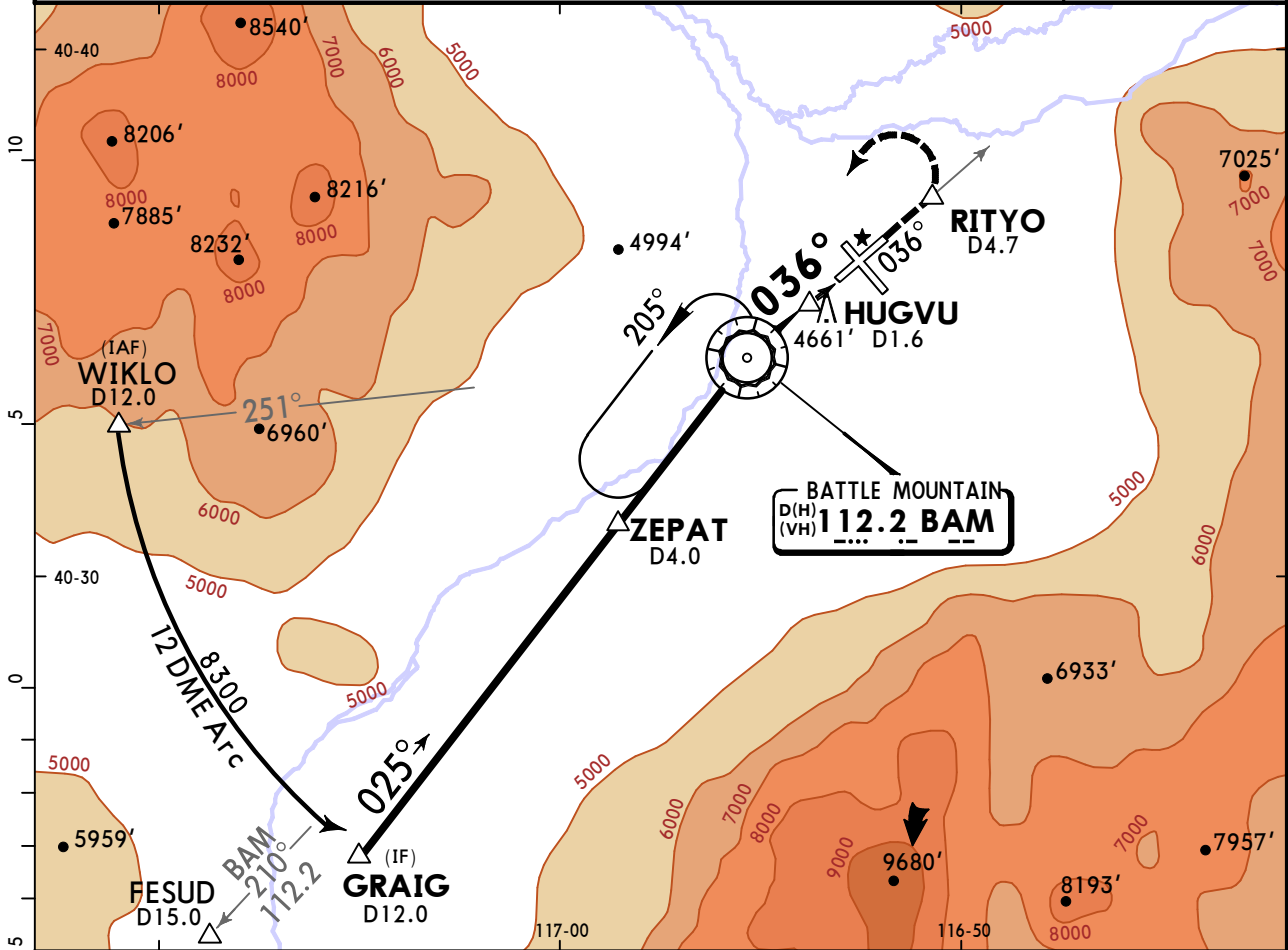 5000
8540'
40-40
7000
6000
5000
8000
8206'
10
7025'
8000
8216'
7000
7885'
8000
RITYO
D4.7
036°
036°
8232'
4994'
7000
8000
205°
HUGVU
4661' D1.6
7000
(IAF)
WIKLO
D12.0
251°
5
6960'
BATTLE MOUNTAIN
D(H)
(VH) 112.2 BAM
5000
6000
ZEPAT
D4.0
6000
40-30
5000
8300
12 DME Arc
0
5000
6933'
025°
5000
5000
6000
7000
8000
9000
5959'
BAM
210°
112.2
(IF)
GRAIG
D12.0
FESUD
D15.0
9680'
7000
7957'
8193'
8000
5
117-00
116-50